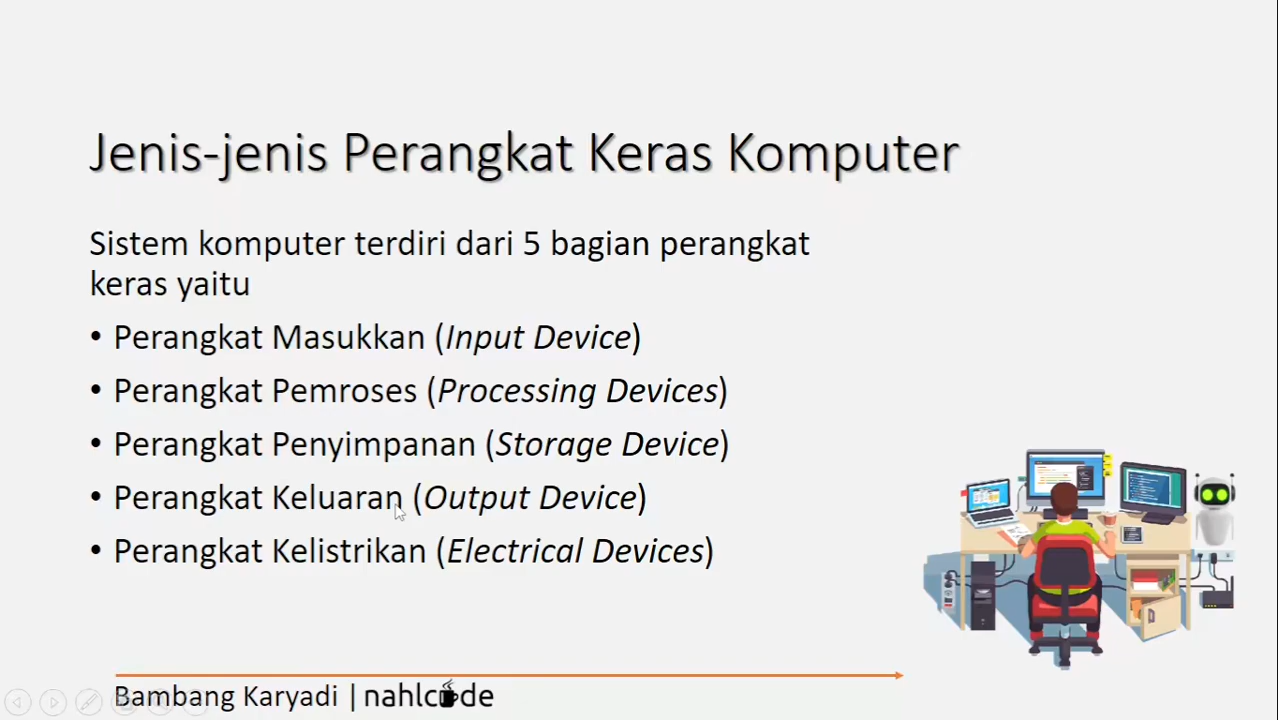 Jenis-jenis Perangkat Keras Komputer
Sistem komputer terdiri dari 5 bagian perangkat
keras yaitu
• Perangkat Masukkan (Input Device)
• Perangkat Pemroses (Processing Devices)
• Perangkat Penyimpanan (Storage Device)
• Perangkat Keluaran (Output Device)
• Perangkat Kelistrikan (Electrical Devices)
Bambang Karyadi | nahlcode